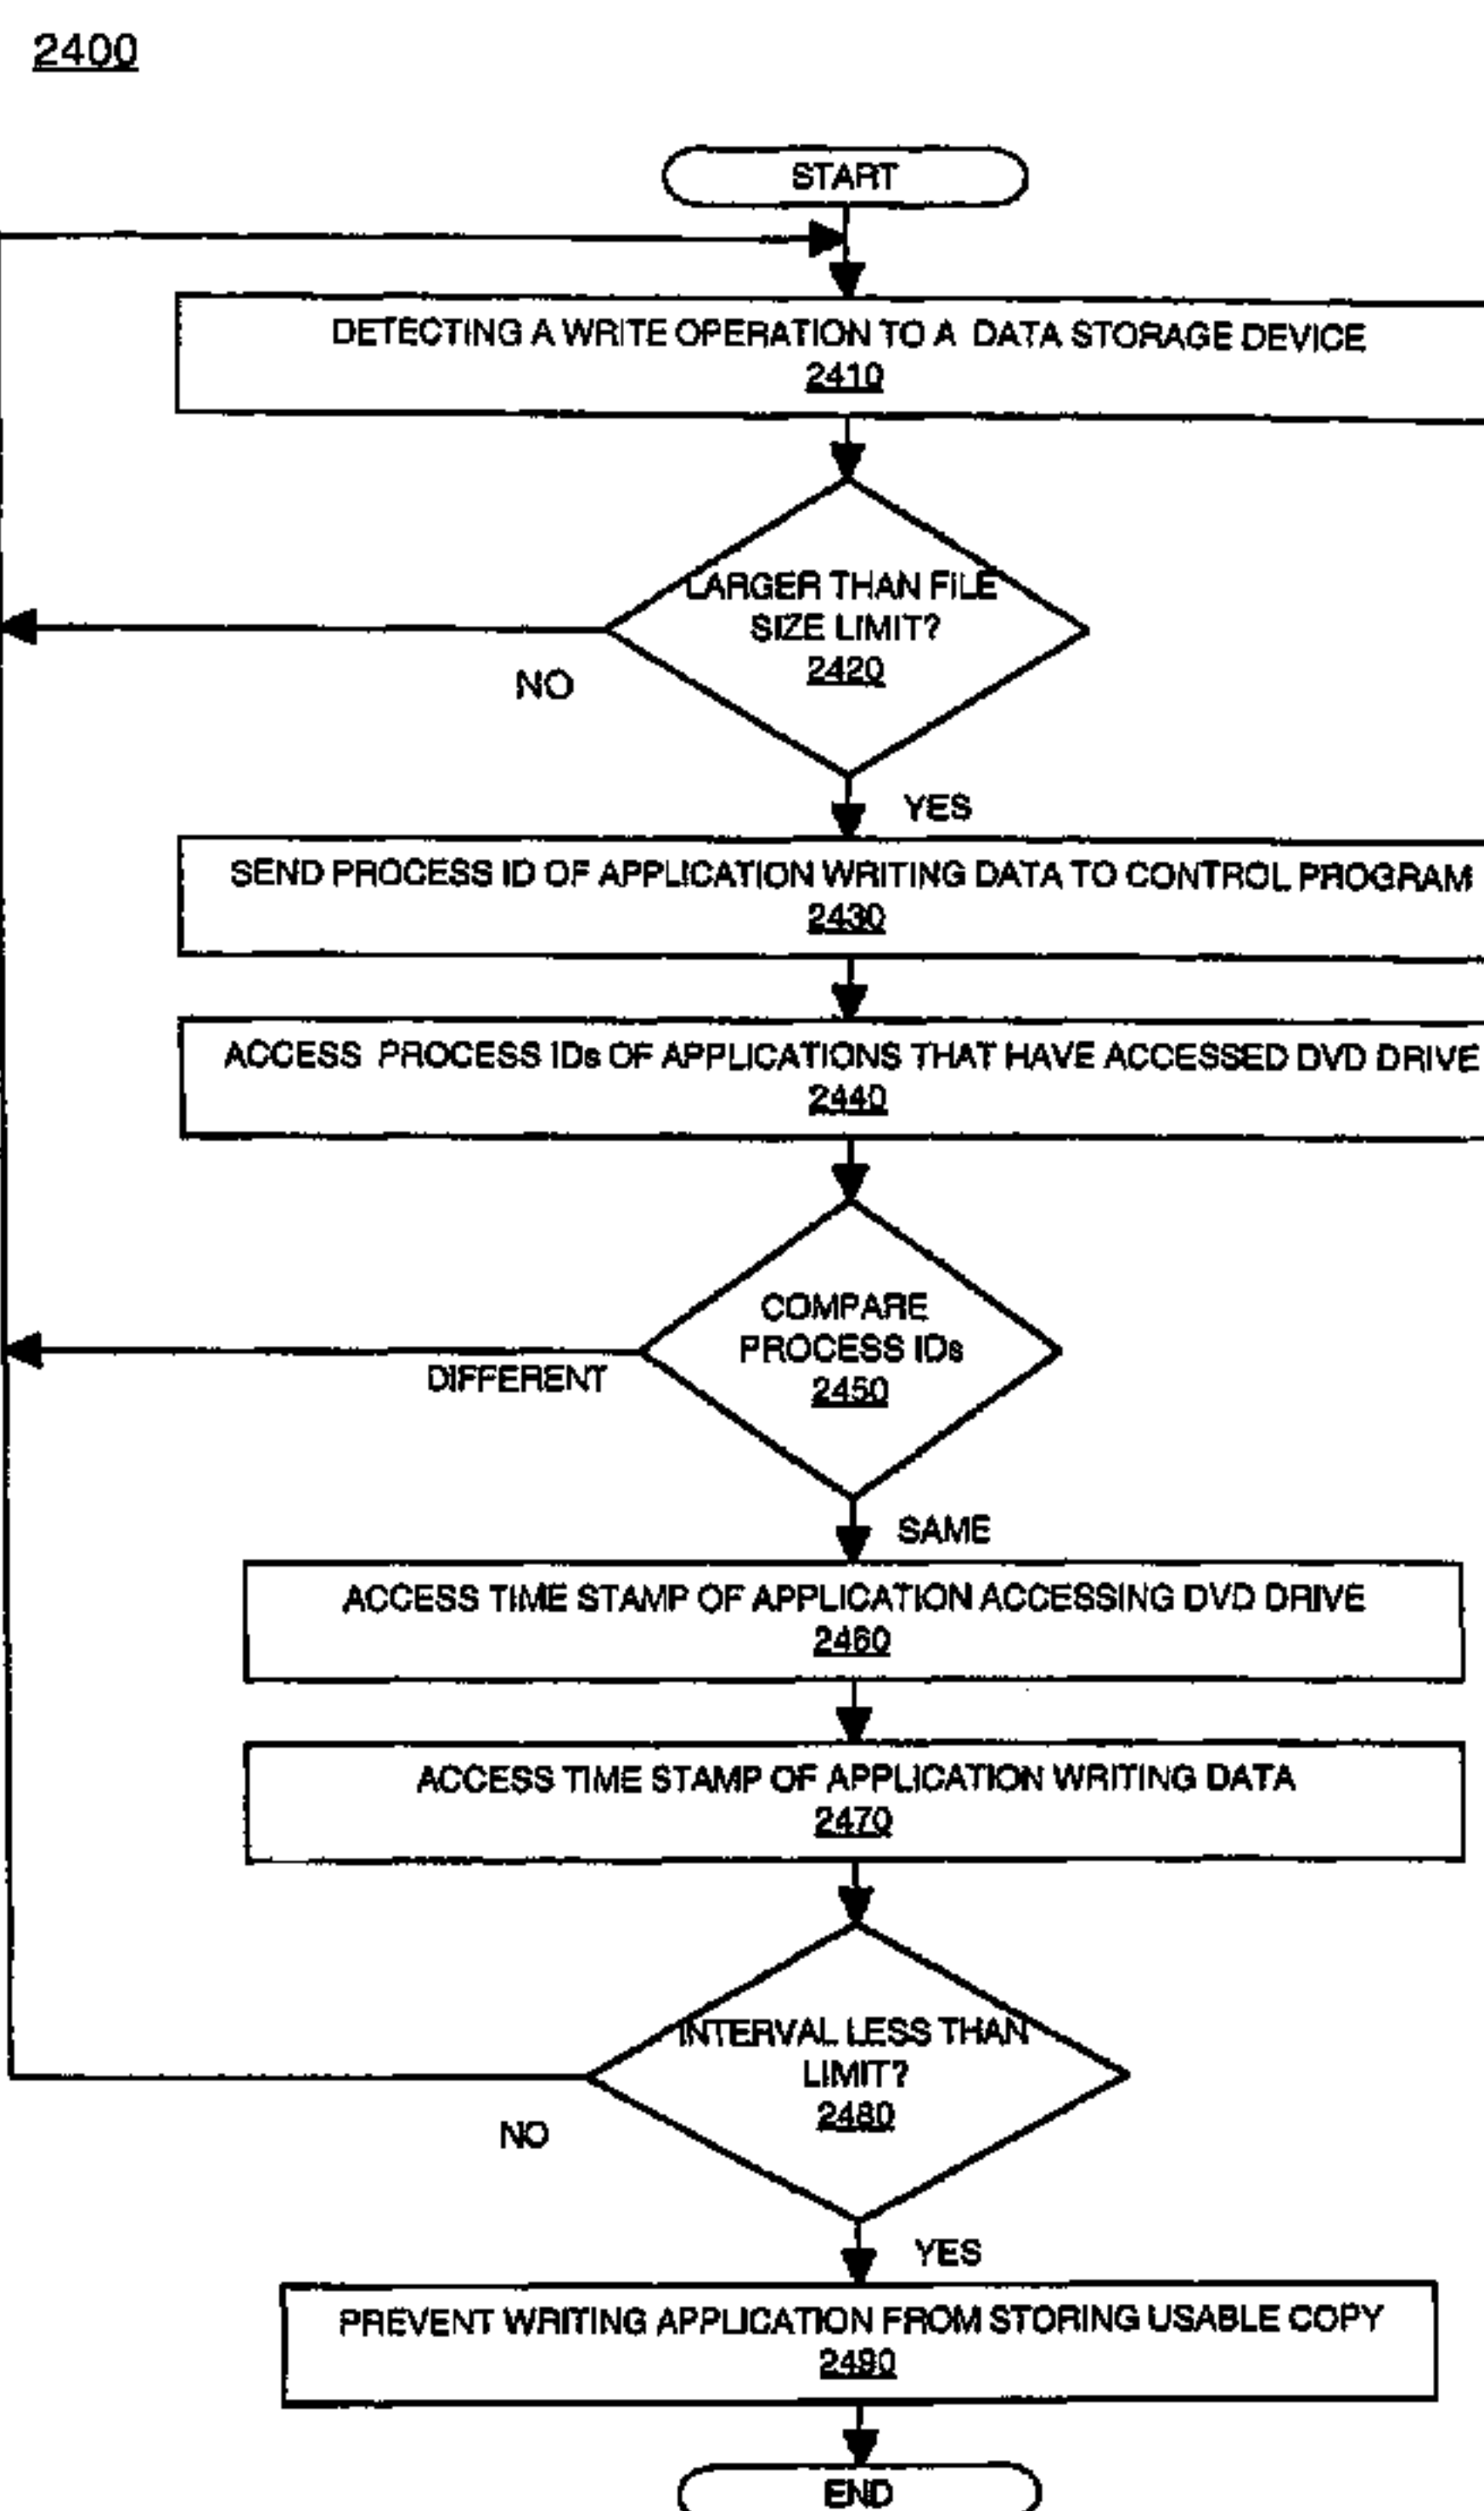 2400
START
DETECTING A WRITE OPERATION TO A DATA STORAGE DEVICE
2410
LARGER THAN FILE
SIZE LIMIT?
2420
NO
YES
SEND PROCESS ID OF APPLICATION WRITING DATA TO CONTROL PROGRAM
2430
ACCESS PROCESS IDs OF APPLICATIONS THAT HAVE ACCESSED DVD DRIVE
2440
COMPARE
PROCESS IDs
2450
DIFFERENT
SAME
ACCESS TIME STAMP OF APPLICATION ACCESSING DVD DRIVE
2460
ACCESS TIME STAMP OF APPLICATION WRITING DATA
2470
INTERVAL LESS THAN
LIMIT?
2480
NO
YES
PREVENT WRITING APPLICATION FROM STORING USABLE COPY
2490
END